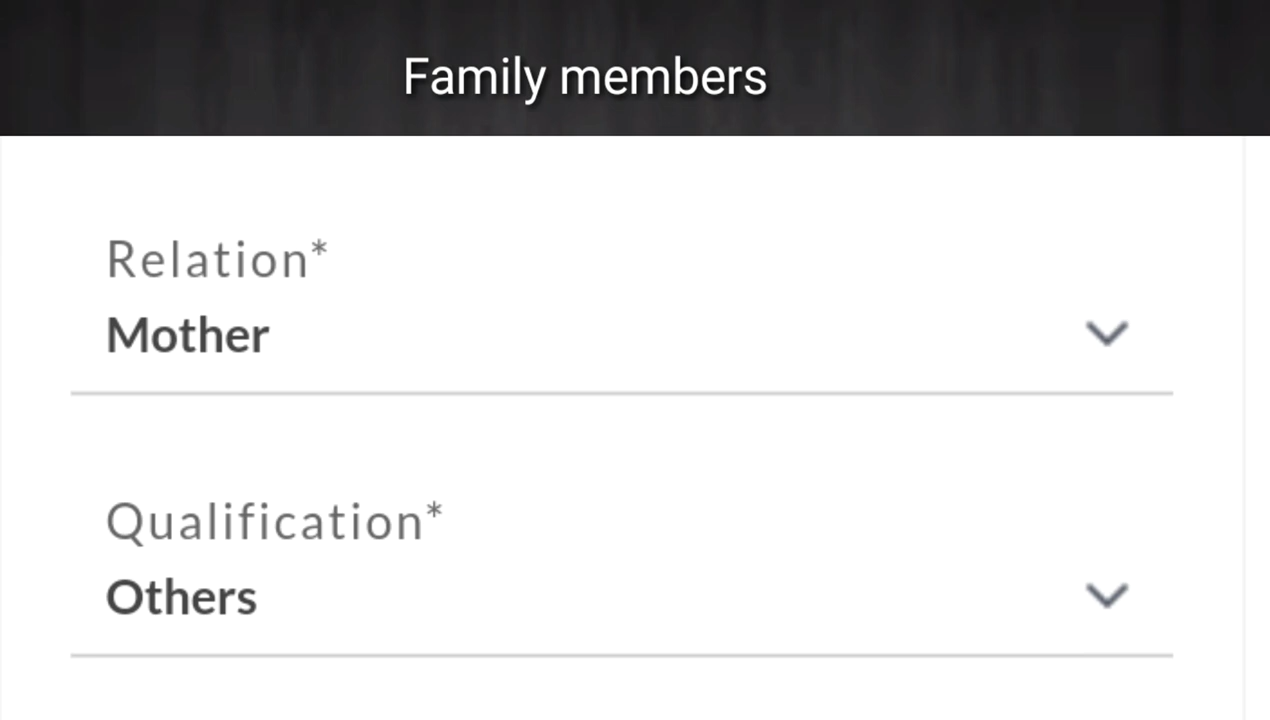 Family members
Relation*
Mother
Qualification*
Others